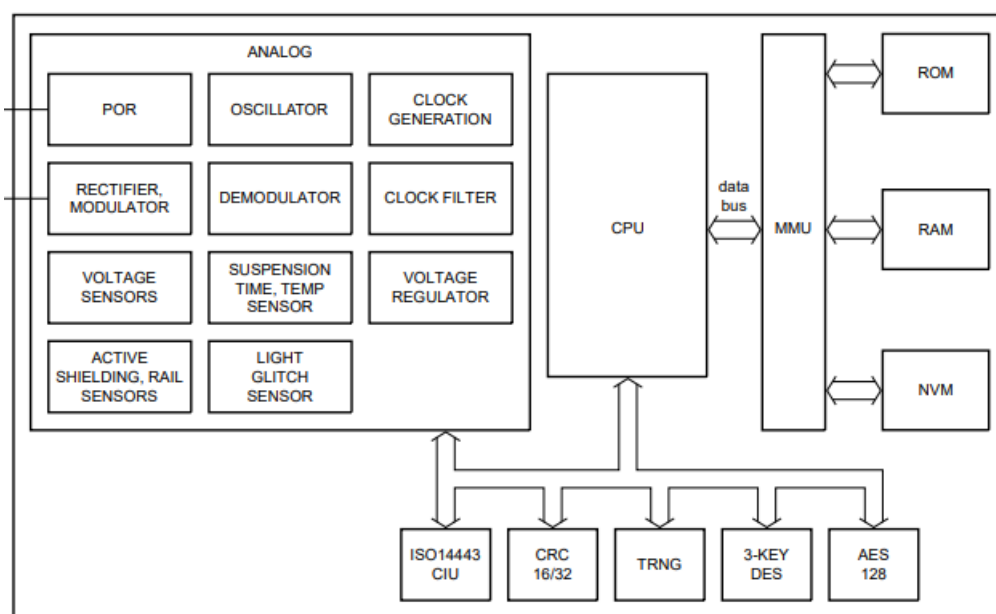 ANALOG
POR
OSCILLATOR
CLOCK
GENERATION
RECTIFIER,
MODULATOR
DEMODULATOR
CLOCK FILTER
VOLTAGE
SENSORS
SUSPENSION
TIME, TEMP
SENSOR
VOLTAGE
REGULATOR
ACTIVE
SHIELDING, RAIL
SENSORS
LIGHT
GLITCH
SENSOR
CPU
data
bus
MMU
ROM
RAM
NVM
ISO14443
CIU
CRC
16/32
TRNG
3-KEY
DES
AES
128